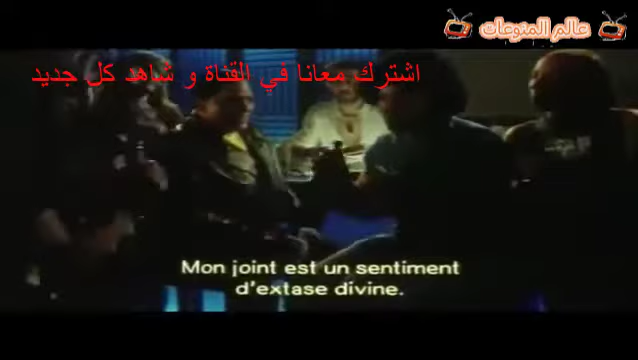 عالم المنوعات
اشترك معانا في القناة و شاهد كل جديد
Mon joint est un sentiment
d'extase divine.